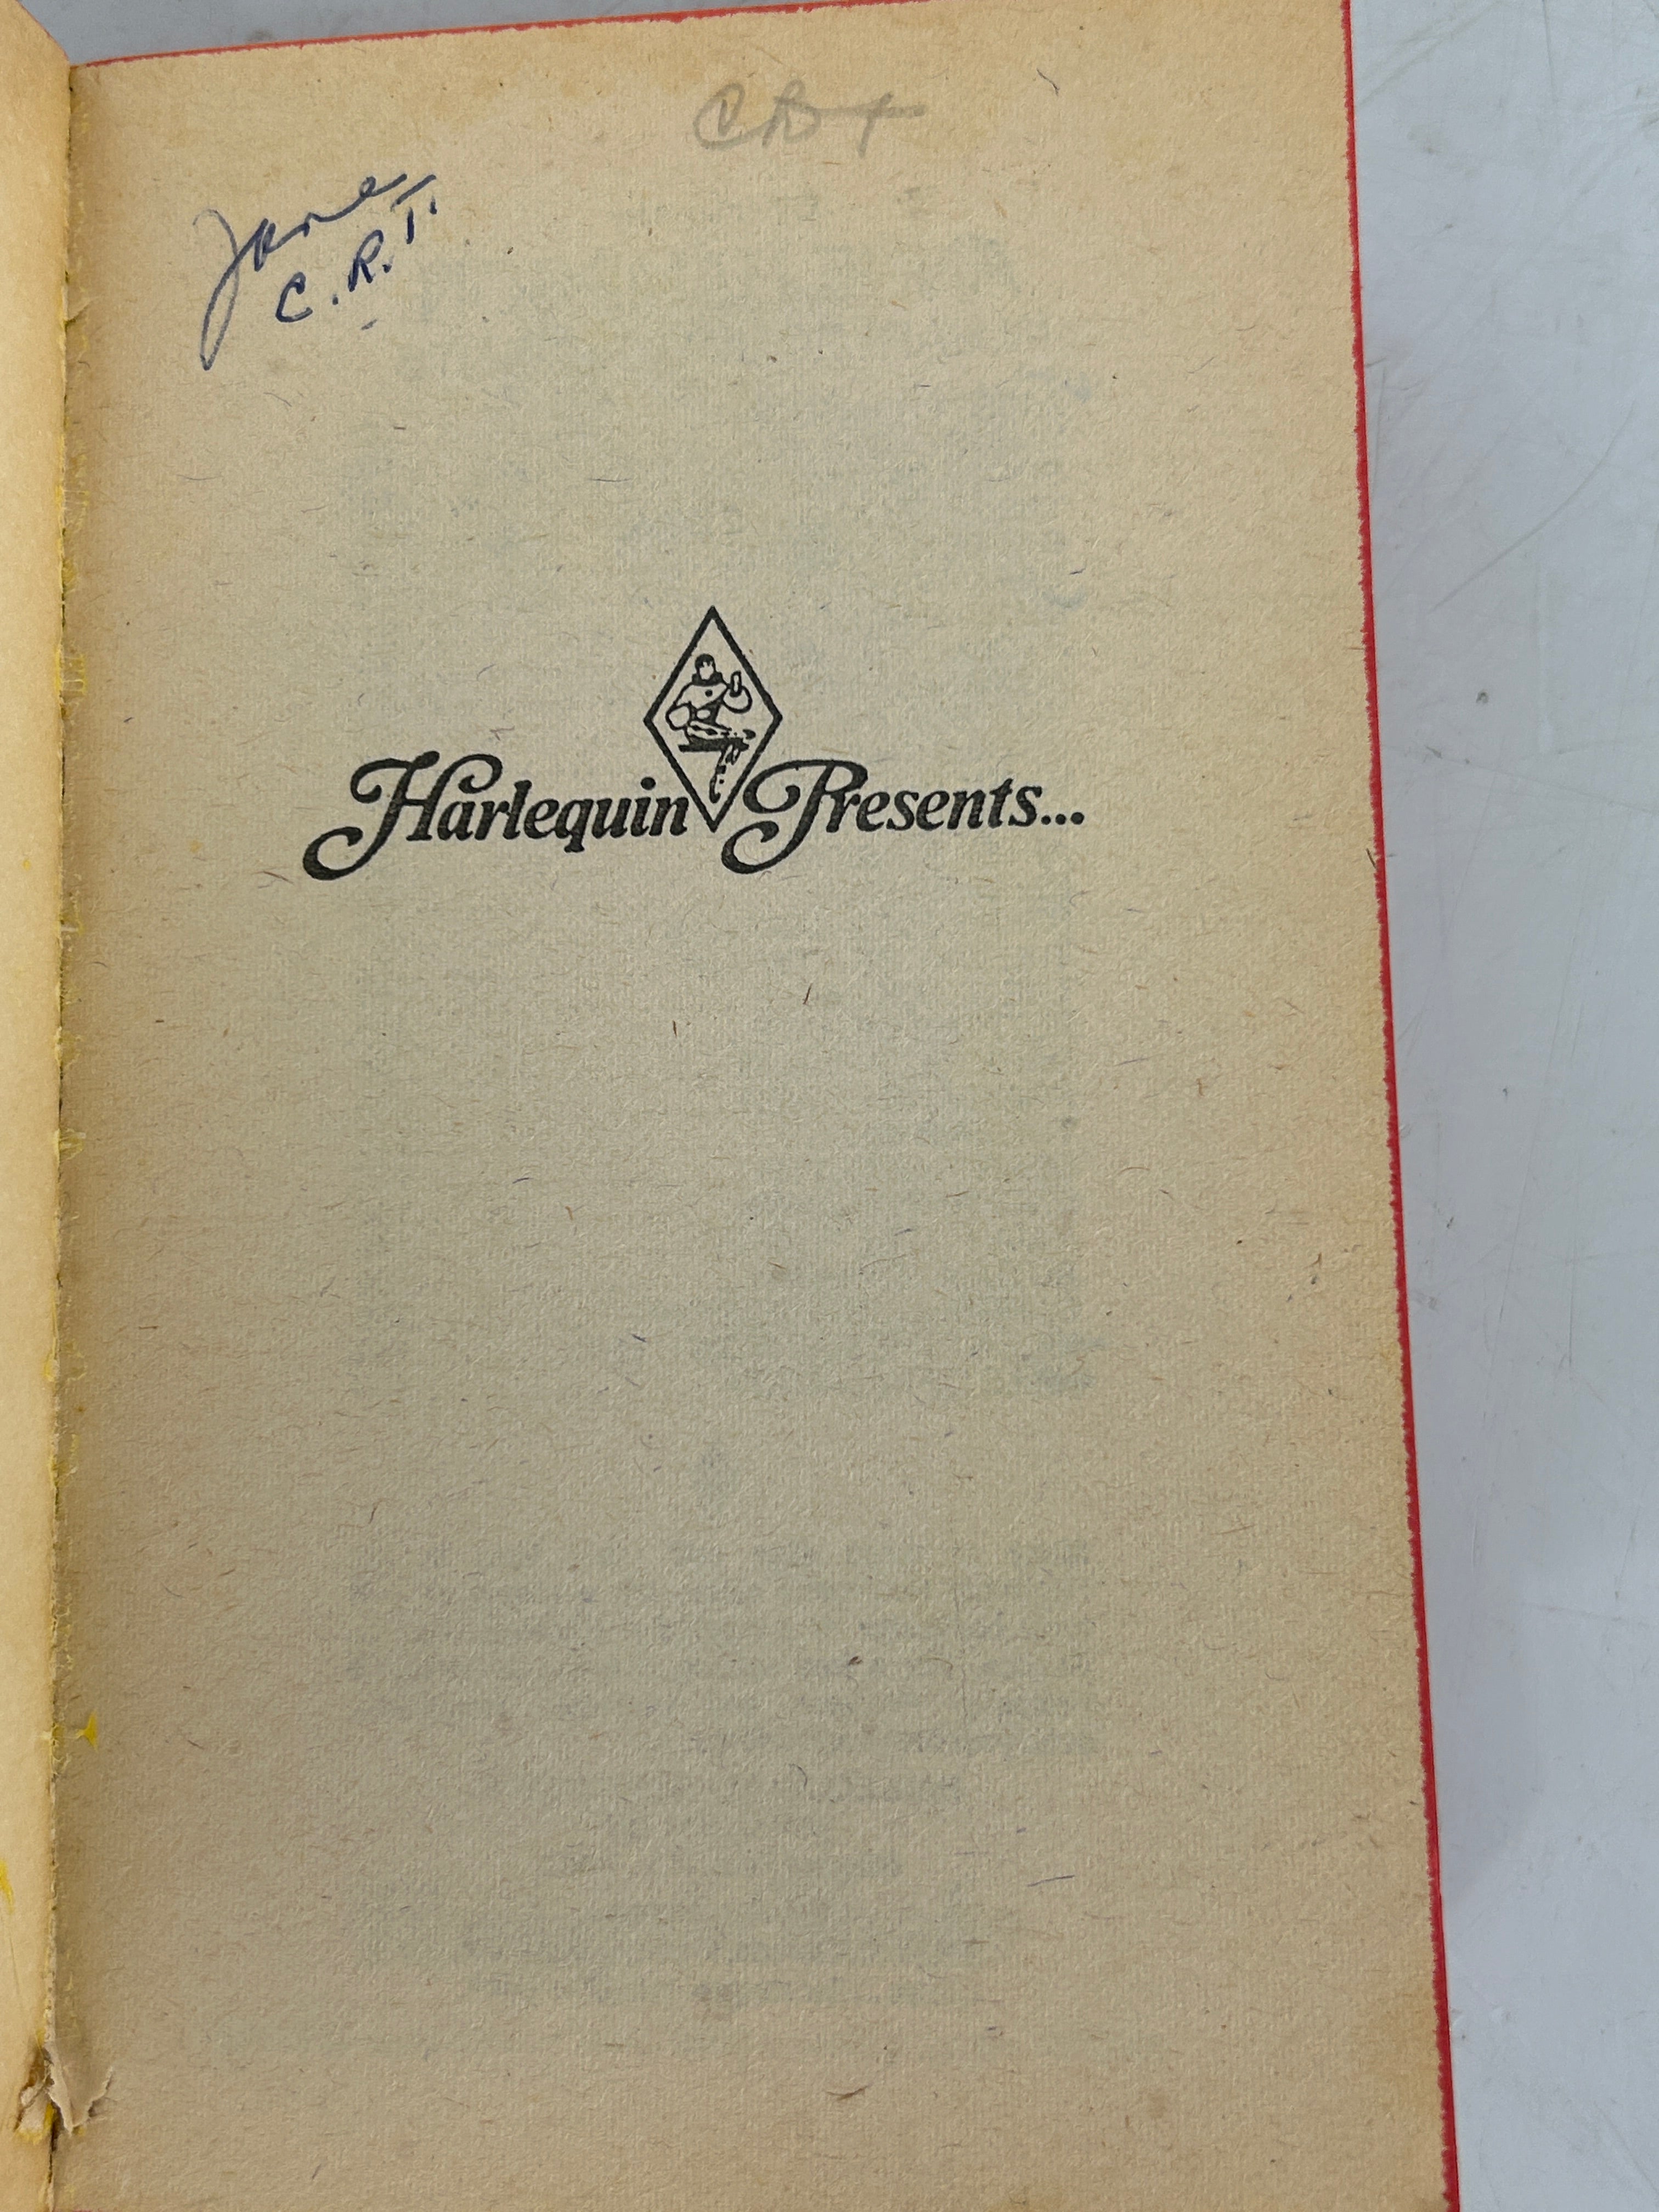 Jane
C.R.T.
Harlequin Presents...